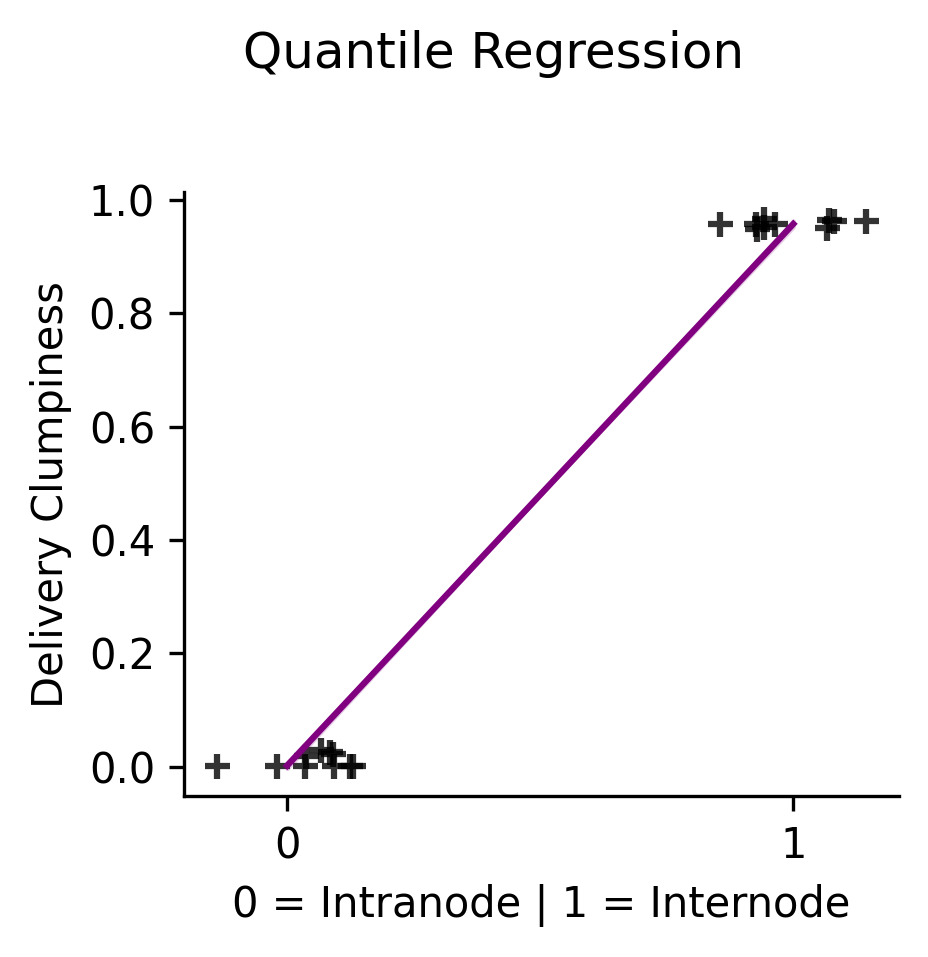 Quantile Regression
1.0
0.8
0.6
0.4
0.2
0.0
Delivery Clumpiness
0 1
0 = Intranode | 1 = Internode